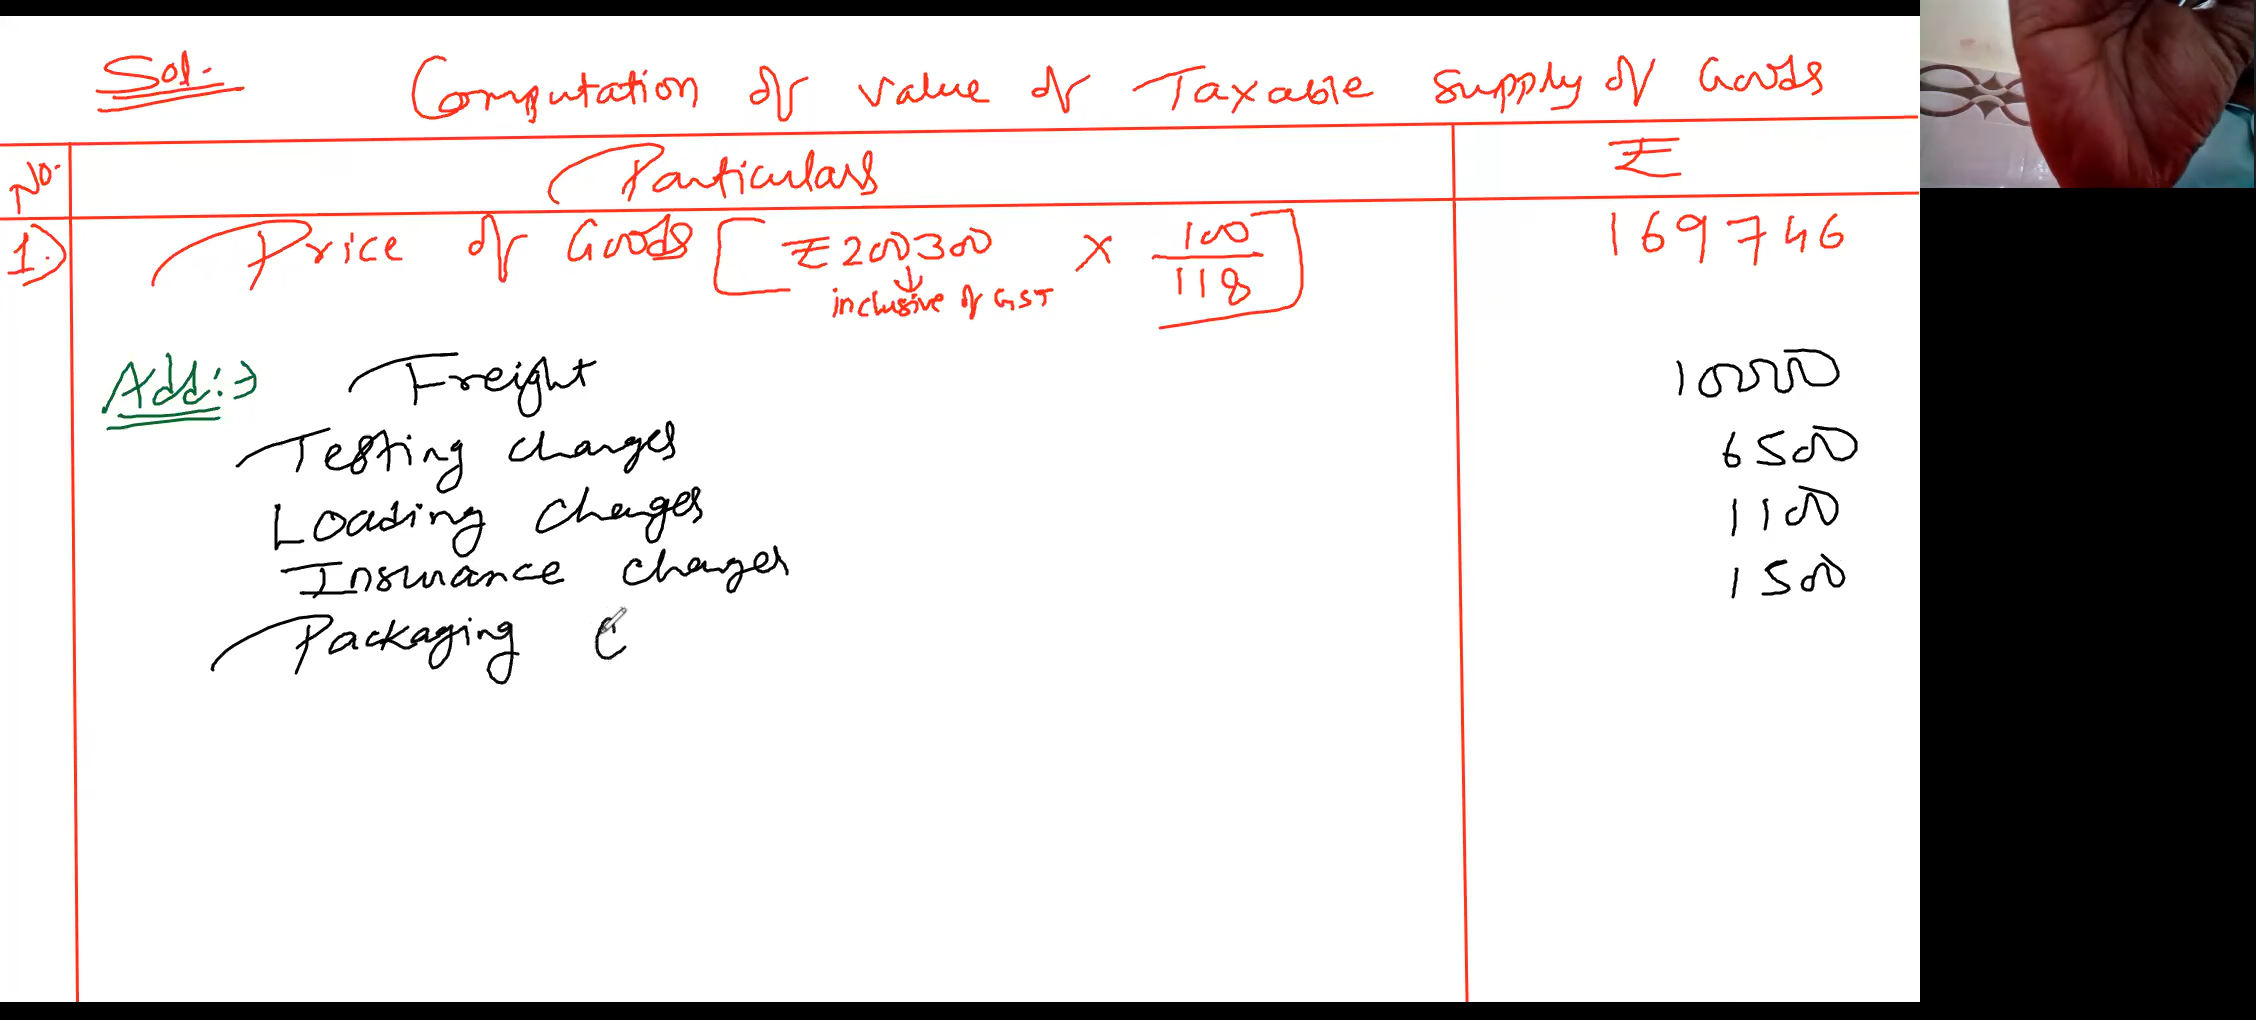 Sol.
Computation of value of Taxable Supply of Goods
No. Particulars ₹
1.) Price of Goods [ ₹200300 × 100/118 ] 169746
inclusive of GST
Add:→ Freight 10000
Testing charges 6500
Loading charges 1100
Insurance charges 1500
Packaging C